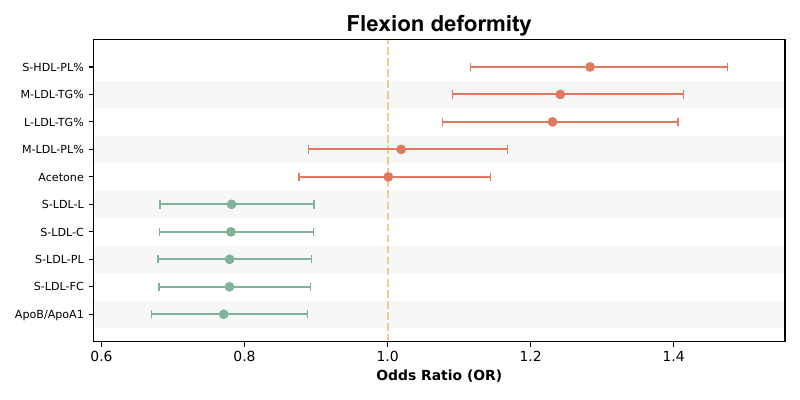 Flexion deformity
S-HDL-PL%
M-LDL-TG%
L-LDL-TG%
M-LDL-PL%
Acetone
S-LDL-L
S-LDL-C
S-LDL-PL
S-LDL-FC
ApoB/ApoA1
0.6 0.8 1.0 1.2 1.4
Odds Ratio (OR)